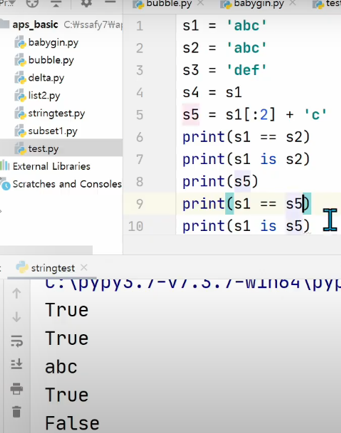 bubble.py × babygin.py × tes
aps_basic C:₩ssafy7₩ap
babygin.py
bubble.py
delta.py
list2.py
stringtest.py
subset1.py
test.py
External Libraries
Scratches and Consoles
1 s1 = 'abc'
2 s2 = 'abc'
3 s3 = 'def'
4 s4 = s1
5 s5 = s1[:2] + 'c'
6 print(s1 == s2)
7 print(s1 is s2)
8 print(s5)
9 print(s1 == s5)
10 print(s1 is s5)
stringtest ×
C:\pypy3.7-v7.3.7-win64\pyp
True
True
abc
True
False